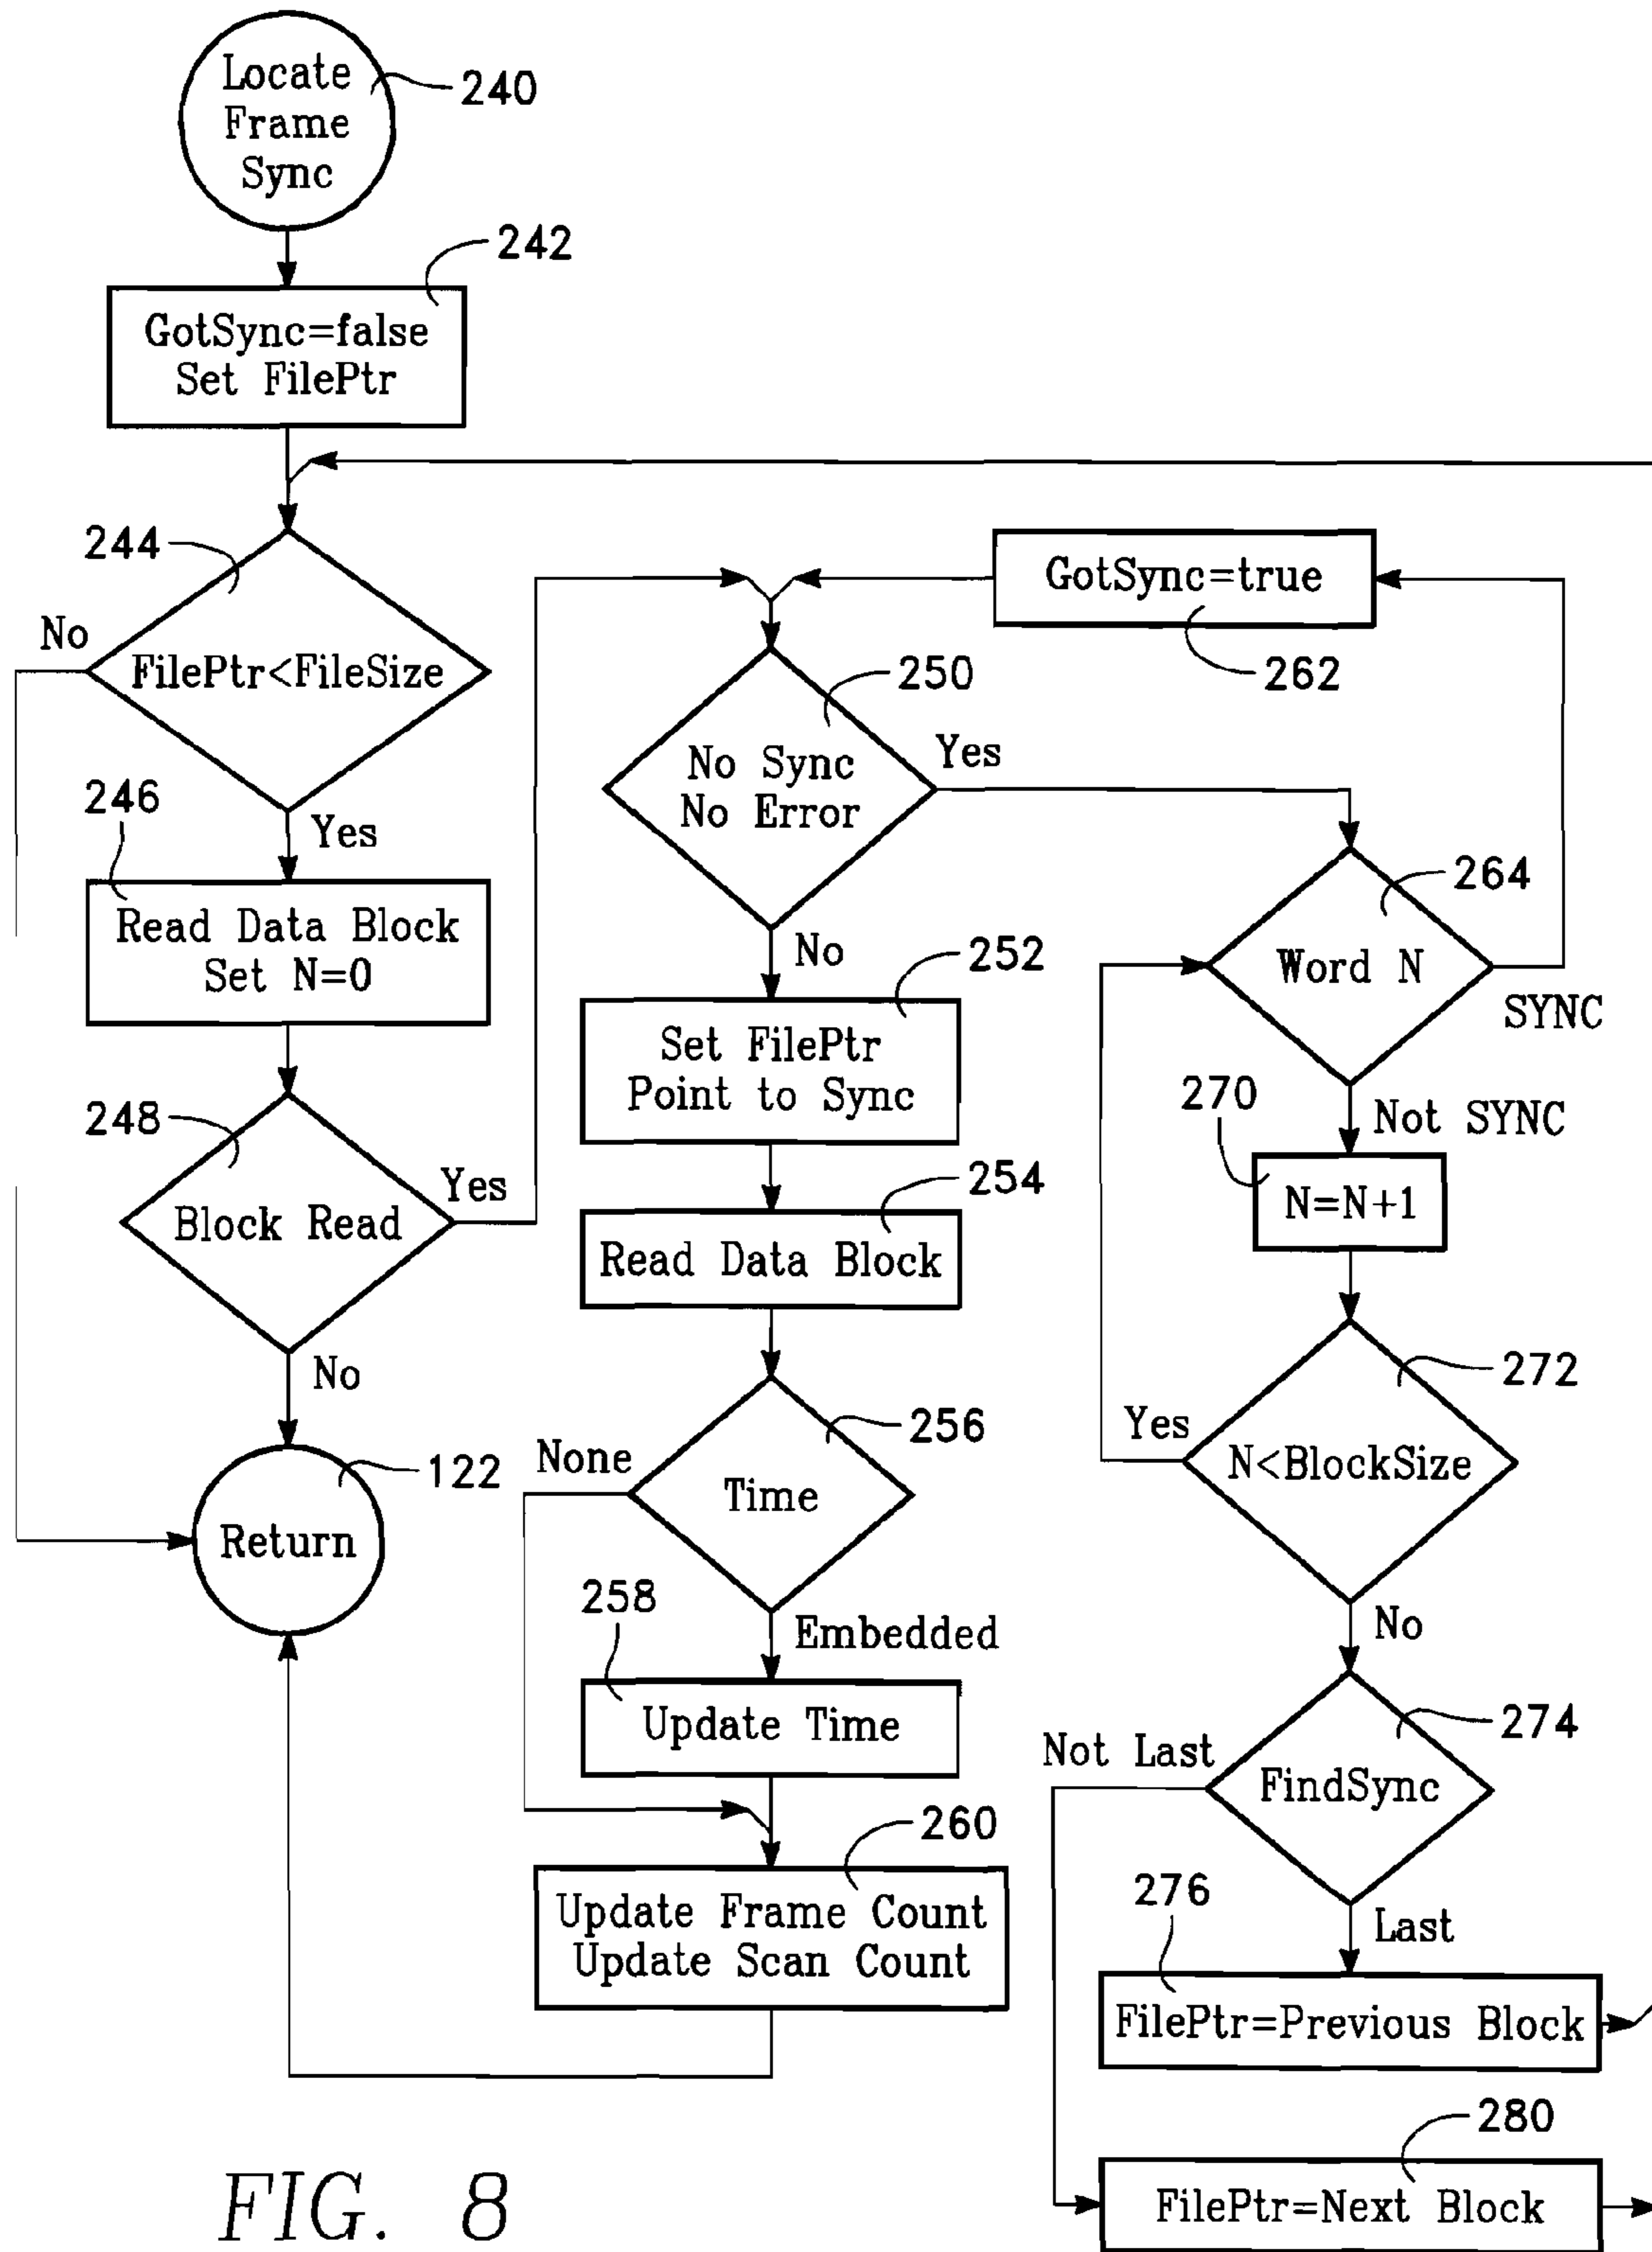 Locate
Frame
Sync
240
242
GotSync=false
Set FilePtr
244
No
FilePtr<FileSize
Yes
246
Read Data Block
Set N=0
248
Block Read
Yes
No
122
Return
GotSync=true
262
250
No Sync
No Error
Yes
No
252
Set FilePtr
Point to Sync
254
Read Data Block
256
None
Time
Embedded
258
Update Time
260
Update Frame Count
Update Scan Count
264
Word N
SYNC
Not SYNC
270
N=N+1
272
Yes
N<BlockSize
No
274
Not Last
FindSync
Last
276
FilePtr=Previous Block
280
FilePtr=Next Block
FIG. 8